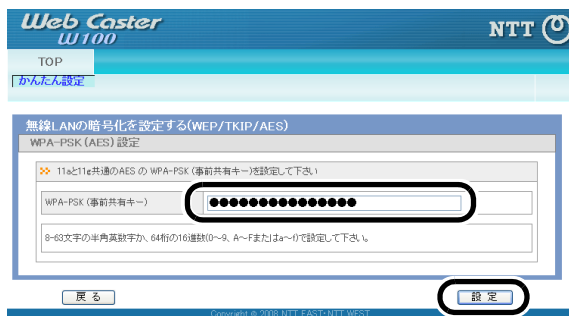 Web Caster
W100
NTT
TOP
かんたん設定
無線LANの暗号化を設定する(WEP/TKIP/AES)
WPA-PSK(AES)設定
11aと11g共通のAES の WPA-PSK (事前共有キー)を設定して下さい
WPA-PSK (事前共有キー)
●●●●●●●●●●●●●●●
8-63文字の半角英数字か、64桁の16進数(0～9、A～Fまたはa～f)で設定して下さい。
戻 る
設 定
Copyright © 2008 NTT EAST・NTT WEST